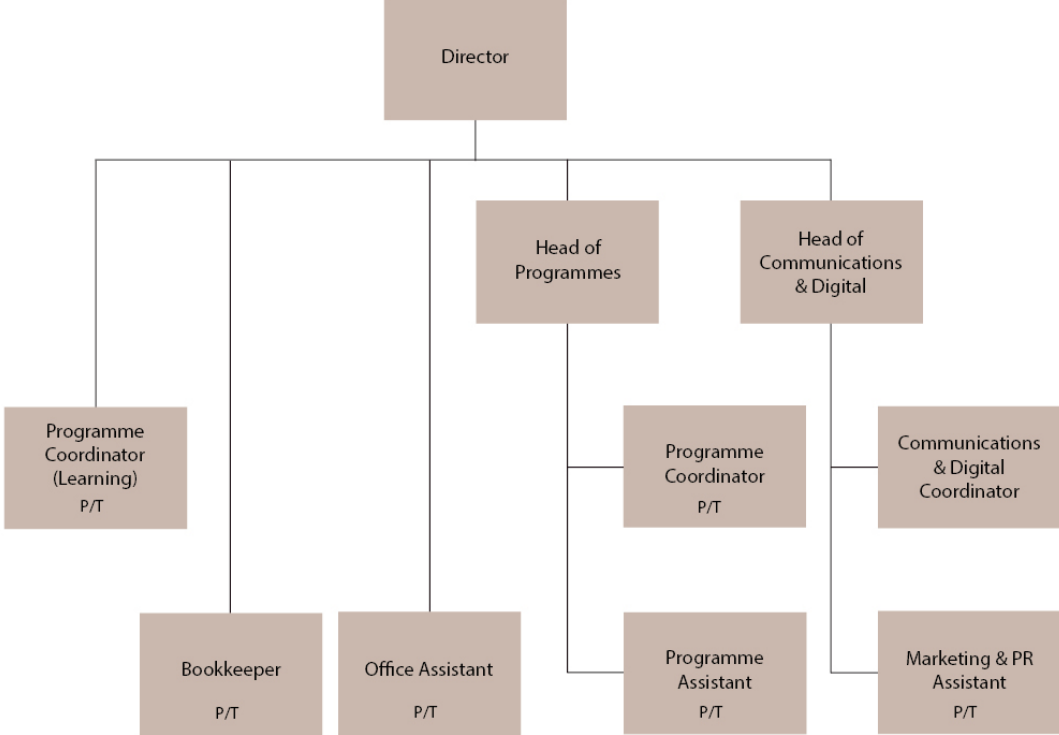 Director
Head of
Programmes
Head of
Communications
& Digital
Programme
Coordinator
(Learning)
P/T
Programme
Coordinator
P/T
Communications
& Digital
Coordinator
Bookkeeper
P/T
Office Assistant
P/T
Programme
Assistant
P/T
Marketing & PR
Assistant
P/T